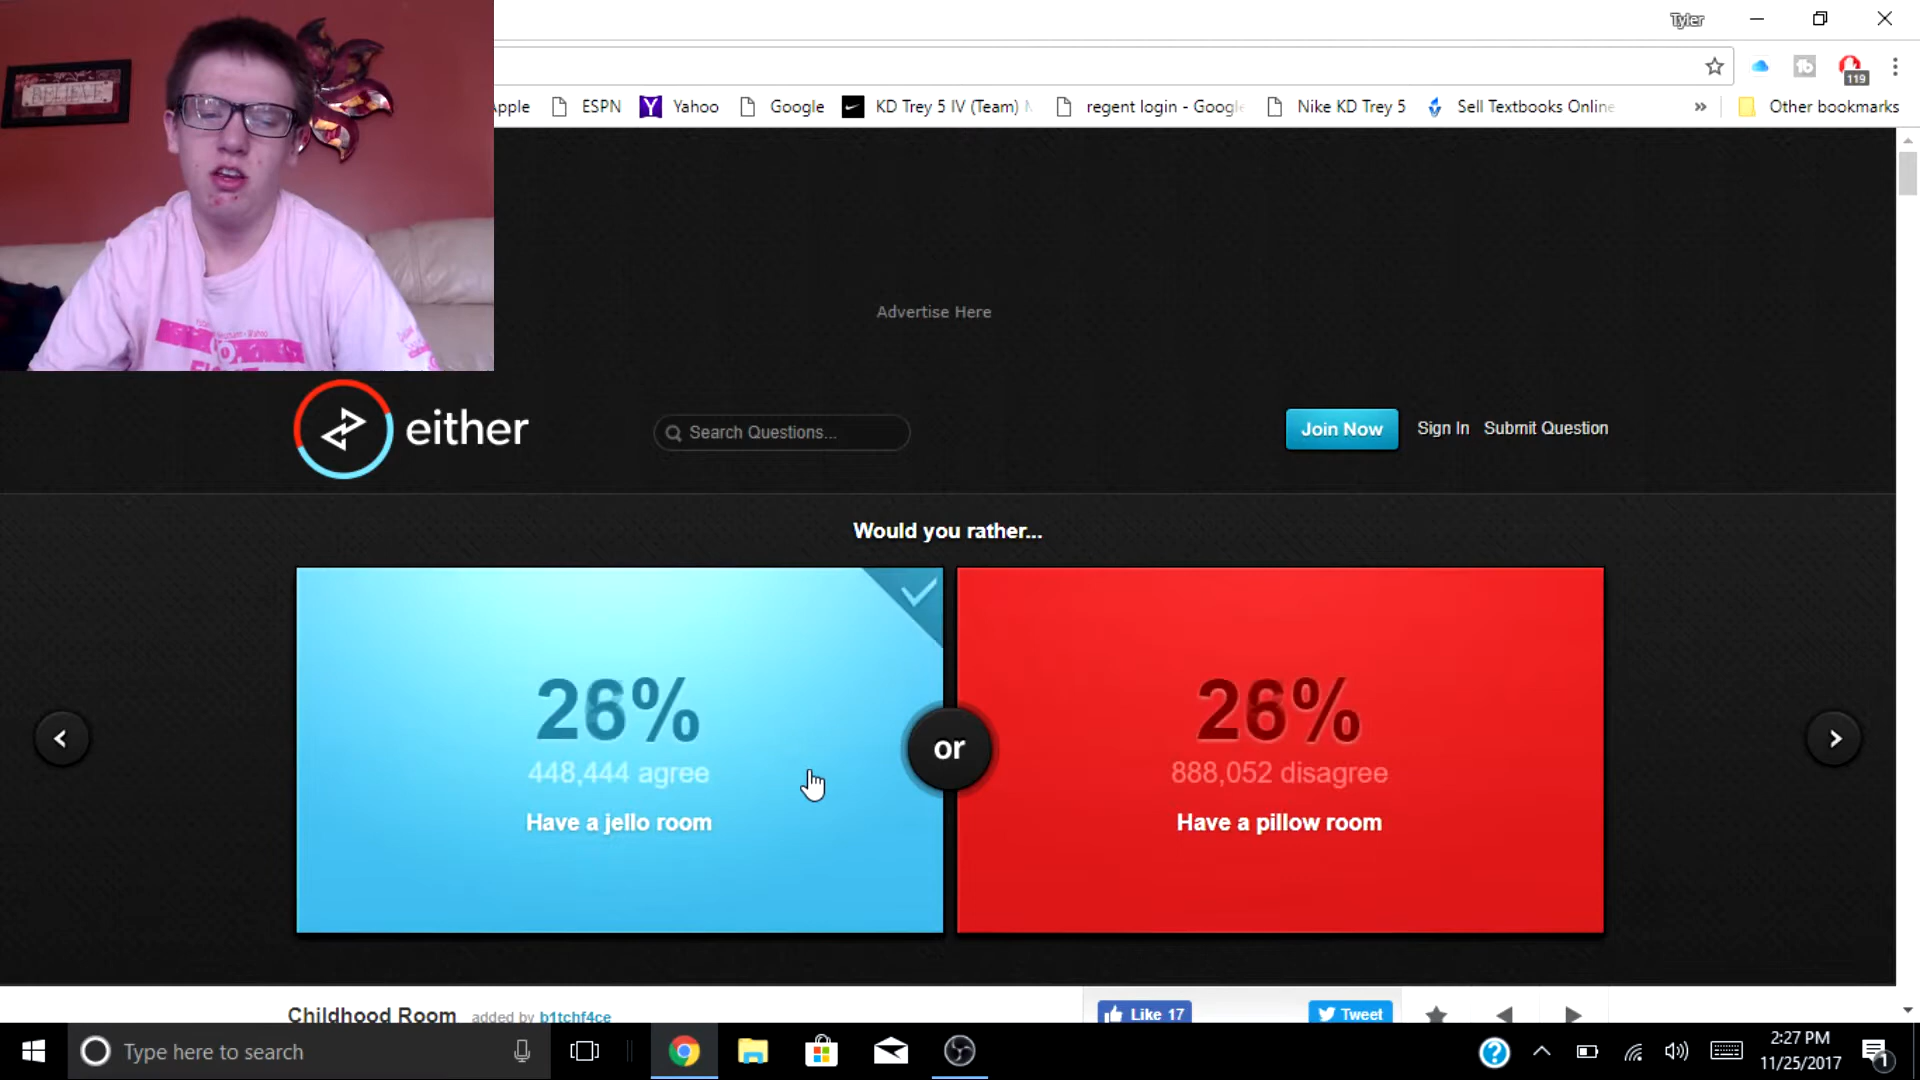 Tyler
BELIEVE
119
Apple ESPN Yahoo Google KD Trey 5 IV (Team) regent login - Google Nike KD Trey 5 Sell Textbooks Online » Other bookmarks
Advertise Here
either
Search Questions...
Join Now Sign In Submit Question
Would you rather...
26%
448,444 agree
Have a jello room
or
26%
888,052 disagree
Have a pillow room
Childhood Room added by b1tchf4ce
Like 17 Tweet
Type here to search
2:27 PM
11/25/2017
1